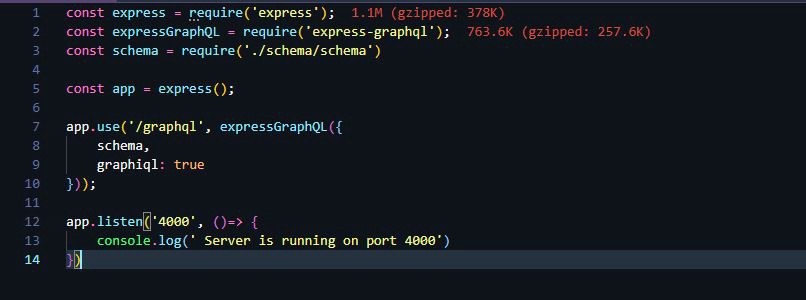 1 const express = require('express'); 1.1M (gzipped: 378K)
2 const expressGraphQL = require('express-graphql'); 763.6K (gzipped: 257.6K)
3 const schema = require('./schema/schema')
4
5 const app = express();
6
7 app.use('/graphql', expressGraphQL({
8     schema,
9     graphiql: true
10 }));
11
12 app.listen('4000', ()=> {
13     console.log(' Server is running on port 4000')
14 })